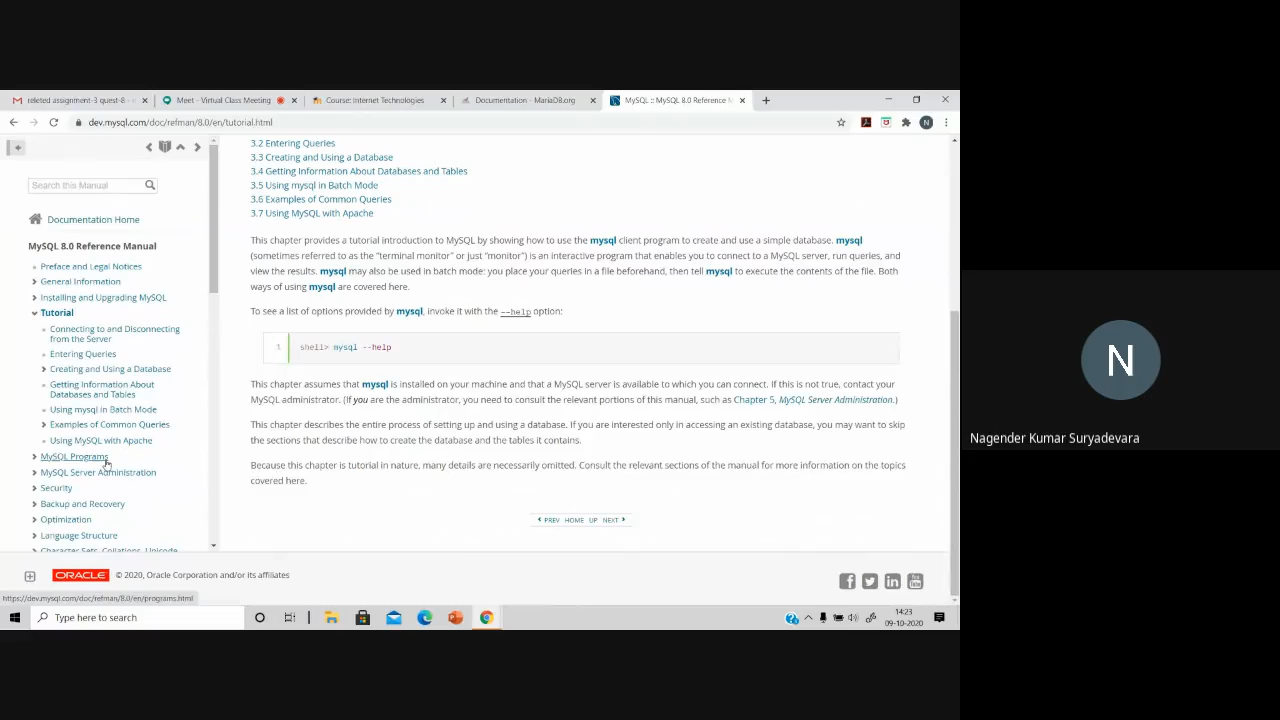 releted assignment-3 quest-8 -
Meet - Virtual Class Meeting
Course: Internet Technologies
Documentation - MariaDB.org
MySQL :: MySQL 8.0 Reference M
dev.mysql.com/doc/refman/8.0/en/tutorial.html
N
Search this Manual
Documentation Home
MySQL 8.0 Reference Manual
Preface and Legal Notices
General Information
Installing and Upgrading MySQL
Tutorial
Connecting to and Disconnecting
from the Server
Entering Queries
Creating and Using a Database
Getting Information About
Databases and Tables
Using mysql in Batch Mode
Examples of Common Queries
Using MySQL with Apache
MySQL Programs
MySQL Server Administration
Security
Backup and Recovery
Optimization
Language Structure
Character Sets, Collations, Unicode
3.2 Entering Queries
3.3 Creating and Using a Database
3.4 Getting Information About Databases and Tables
3.5 Using mysql in Batch Mode
3.6 Examples of Common Queries
3.7 Using MySQL with Apache
This chapter provides a tutorial introduction to MySQL by showing how to use the mysql client program to create and use a simple database. mysql
(sometimes referred to as the “terminal monitor” or just “monitor”) is an interactive program that enables you to connect to a MySQL server, run queries, and
view the results. mysql may also be used in batch mode: you place your queries in a file beforehand, then tell mysql to execute the contents of the file. Both
ways of using mysql are covered here.
To see a list of options provided by mysql, invoke it with the --help option:
1 shell> mysql --help
This chapter assumes that mysql is installed on your machine and that a MySQL server is available to which you can connect. If this is not true, contact your
MySQL administrator. (If you are the administrator, you need to consult the relevant portions of this manual, such as Chapter 5, MySQL Server Administration.)
This chapter describes the entire process of setting up and using a database. If you are interested only in accessing an existing database, you may want to skip
the sections that describe how to create the database and the tables it contains.
Because this chapter is tutorial in nature, many details are necessarily omitted. Consult the relevant sections of the manual for more information on the topics
covered here.
PREV HOME UP NEXT
ORACLE © 2020, Oracle Corporation and/or its affiliates
https://dev.mysql.com/doc/refman/8.0/en/programs.html
Type here to search
14:23
09-10-2020
N
Nagender Kumar Suryadevara